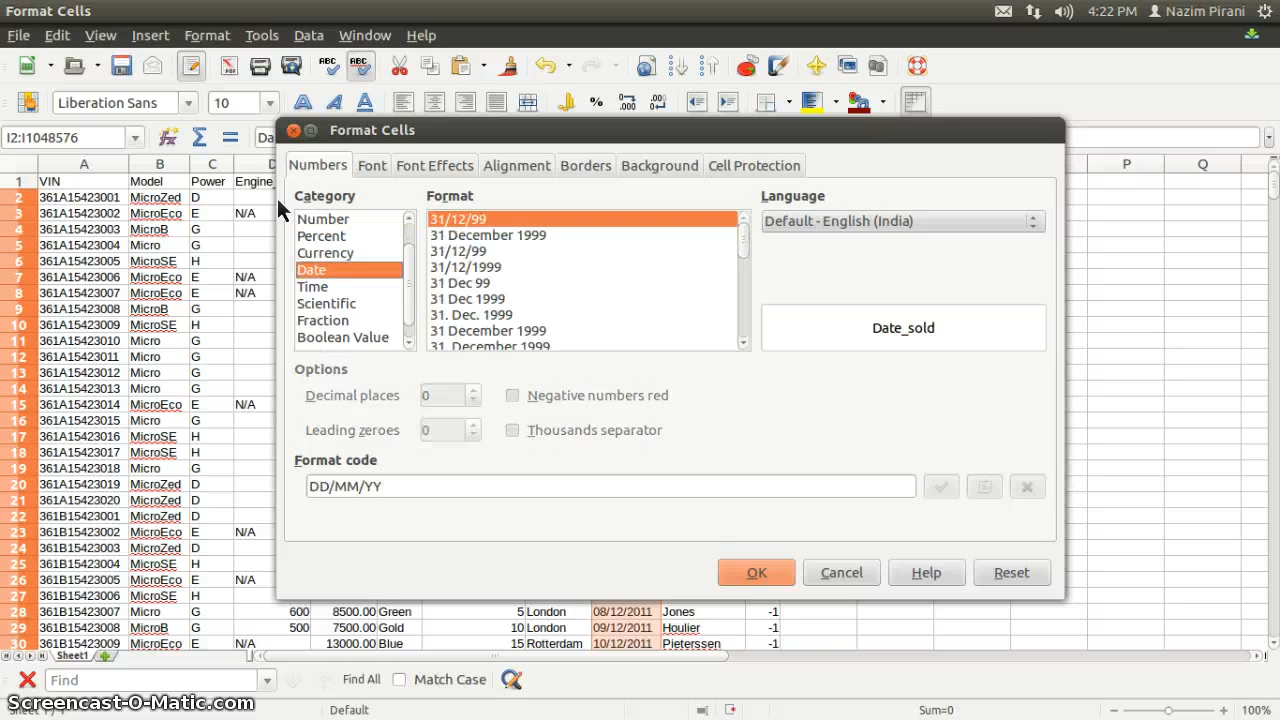 Format Cells
4:22 PM Nazim Pirani
File Edit View Insert Format Tools Data Window Help
Liberation Sans 10
I2:I1048576 Da
Format Cells
Numbers Font Font Effects Alignment Borders Background Cell Protection
Category Format Language
Number
Percent
Currency
Date
Time
Scientific
Fraction
Boolean Value
31/12/99
31 December 1999
31/12/99
31/12/1999
31 Dec 99
31 Dec 1999
31. Dec. 1999
31 December 1999
31. December 1999
Default - English (India)
Date_sold
Options
Decimal places 0 Negative numbers red
Leading zeroes 0 Thousands separator
Format code
DD/MM/YY
OK Cancel Help Reset
A B C D P Q
1 VIN Model Power Engine
2 361A15423001 MicroZed D
3 361A15423002 MicroEco E N/A
4 361A15423003 MicroB G
5 361A15423004 Micro G
6 361A15423005 MicroSE H
7 361A15423006 MicroEco E N/A
8 361A15423007 MicroEco E N/A
9 361A15423008 MicroB G
10 361A15423009 MicroSE H
11 361A15423010 Micro G
12 361A15423011 Micro G
13 361A15423012 Micro G
14 361A15423013 Micro G
15 361A15423014 MicroEco E N/A
16 361A15423015 Micro G
17 361A15423016 MicroSE H
18 361A15423017 MicroSE H
19 361A15423018 Micro G
20 361A15423019 MicroZed D
21 361A15423020 MicroZed D
22 361B15423001 MicroZed D
23 361B15423002 MicroEco E N/A
24 361B15423003 MicroZed D
25 361B15423004 MicroSE H
26 361B15423005 MicroEco E N/A
27 361B15423006 MicroSE H
28 361B15423007 Micro G 600 8500.00 Green 5 London 08/12/2011 Jones -1
29 361B15423008 MicroB G 500 7500.00 Gold 10 London 09/12/2011 Houlier -1
30 361B15423009 MicroEco E N/A 13000.00 Blue 15 Rotterdam 10/12/2011 Pieterssen -1
Sheet1
Find Find All Match Case
Screencast-O-Matic.com
Default Sum=0 100%